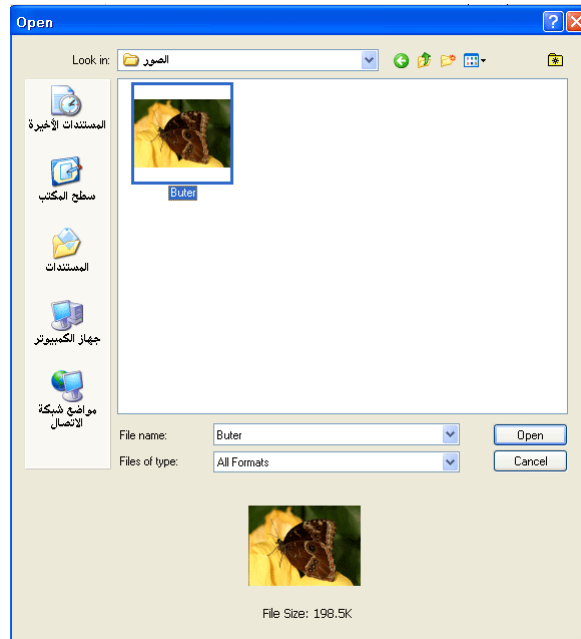 Open
Look in:
الصور
المستندات الأخيرة
سطح المكتب
المستندات
جهاز الكمبيوتر
مواضع شبكة
الاتصال
Buter
File name:
Buter
Open
Files of type:
All Formats
Cancel
File Size: 198.5K